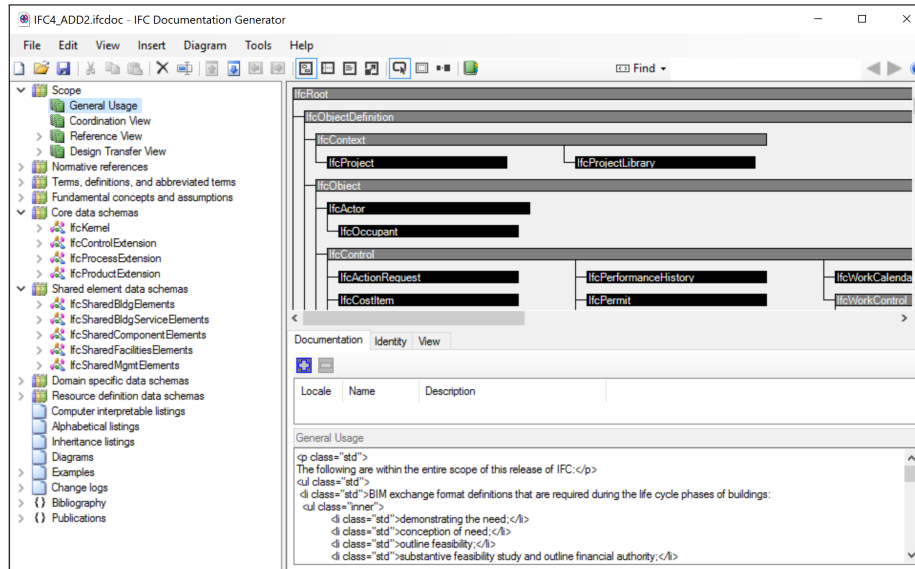 IFC4_ADD2.ifcdoc - IFC Documentation Generator
File Edit View Insert Diagram Tools Help
Find
Scope
General Usage
Coordination View
Reference View
Design Transfer View
Normative references
Terms, definitions, and abbreviated terms
Fundamental concepts and assumptions
Core data schemas
IfcKernel
IfcControlExtension
IfcProcessExtension
IfcProductExtension
Shared element data schemas
IfcSharedBldgElements
IfcSharedBldgServiceElements
IfcSharedComponentElements
IfcSharedFacilitiesElements
IfcSharedMgmtElements
Domain specific data schemas
Resource definition data schemas
Computer interpretable listings
Alphabetical listings
Inheritance listings
Diagrams
Examples
Change logs
{} Bibliography
{} Publications
IfcRoot
IfcObjectDefinition
IfcContext
IfcProject IfcProjectLibrary
IfcObject
IfcActor
IfcOccupant
IfcControl
IfcActionRequest IfcPerformanceHistory IfcWorkCalenda
IfcCostItem IfcPermit IfcWorkControl
Documentation Identity View
Locale Name Description
General Usage
<p class="std">
The following are within the entire scope of this release of IFC:</p>
<ul class="std">
<li class="std">BIM exchange format definitions that are required during the life cycle phases of buildings:
<ul class="inner">
<li class="std">demonstrating the need;</li>
<li class="std">conception of need;</li>
<li class="std">outline feasibility;</li>
<li class="std">substantive feasibility study and outline financial authority;</li>